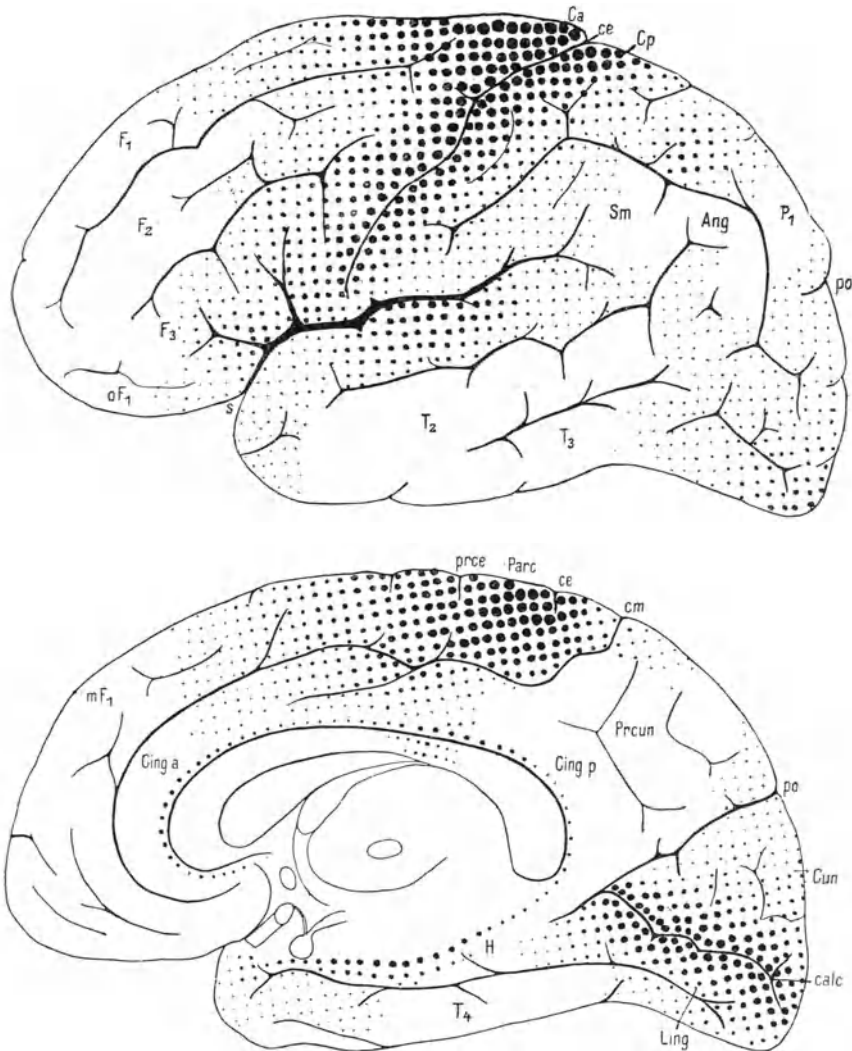 Ca
ce
Cp
F₁
F₂
Sm
Ang
P₁
po
F₃
oF₁
s
T₂
T₃
prce
Parc
ce
cm
mF₁
Cing a
Cing p
Prcun
po
Cun
H
calc
T₄
Ling